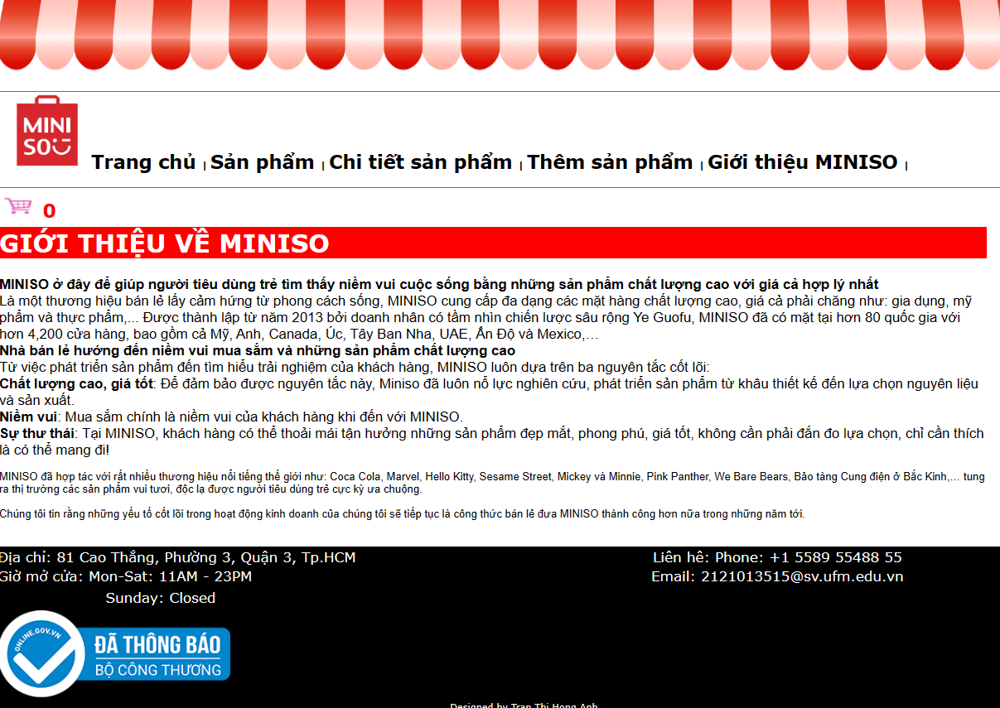 MINI
SO
Trang chủ | Sản phẩm | Chi tiết sản phẩm | Thêm sản phẩm | Giới thiệu MINISO |
0
GIỚI THIỆU VỀ MINISO
MINISO ở đây để giúp người tiêu dùng trẻ tìm thấy niềm vui cuộc sống bằng những sản phẩm chất lượng cao với giá cả hợp lý nhất
Là một thương hiệu bán lẻ lấy cảm hứng từ phong cách sống, MINISO cung cấp đa dạng các mặt hàng chất lượng cao, giá cả phải chăng như: gia dụng, mỹ
phẩm và thực phẩm,... Được thành lập từ năm 2013 bởi doanh nhân có tầm nhìn chiến lược sâu rộng Ye Guofu, MINISO đã có mặt tại hơn 80 quốc gia với
hơn 4,200 cửa hàng, bao gồm cả Mỹ, Anh, Canada, Úc, Tây Ban Nha, UAE, Ấn Độ và Mexico,…
Nhà bán lẻ hướng đến niềm vui mua sắm và những sản phẩm chất lượng cao
Từ việc phát triển sản phẩm đến tìm hiểu trải nghiệm của khách hàng, MINISO luôn dựa trên ba nguyên tắc cốt lõi:
Chất lượng cao, giá tốt: Để đảm bảo được nguyên tắc này, Miniso đã luôn nỗ lực nghiên cứu, phát triển sản phẩm từ khâu thiết kế đến lựa chọn nguyên liệu
và sản xuất.
Niềm vui: Mua sắm chính là niềm vui của khách hàng khi đến với MINISO.
Sự thư thái: Tại MINISO, khách hàng có thể thoải mái tận hưởng những sản phẩm đẹp mắt, phong phú, giá tốt, không cần phải đắn đo lựa chọn, chỉ cần thích
là có thể mang đi!
MINISO đã hợp tác với rất nhiều thương hiệu nổi tiếng thế giới như: Coca Cola, Marvel, Hello Kitty, Sesame Street, Mickey và Minnie, Pink Panther, We Bare Bears, Bảo tàng Cung điện ở Bắc Kinh,… tung
ra thị trường các sản phẩm vui tươi, độc lạ được người tiêu dùng trẻ cực kỳ ưa chuộng.
Chúng tôi tin rằng những yếu tố cốt lõi trong hoạt động kinh doanh của chúng tôi sẽ tiếp tục là công thức bán lẻ đưa MINISO thành công hơn nữa trong những năm tới.
Địa chỉ: 81 Cao Thắng, Phường 3, Quận 3, Tp.HCM
Liên hê: Phone: +1 5589 55488 55
Giờ mở cửa: Mon-Sat: 11AM - 23PM
Email: 2121013515@sv.ufm.edu.vn
Sunday: Closed
ONLINE.GOV.VN
ĐÃ THÔNG BÁO
BỘ CÔNG THƯƠNG
Designed by Tran Thi Hong Anh